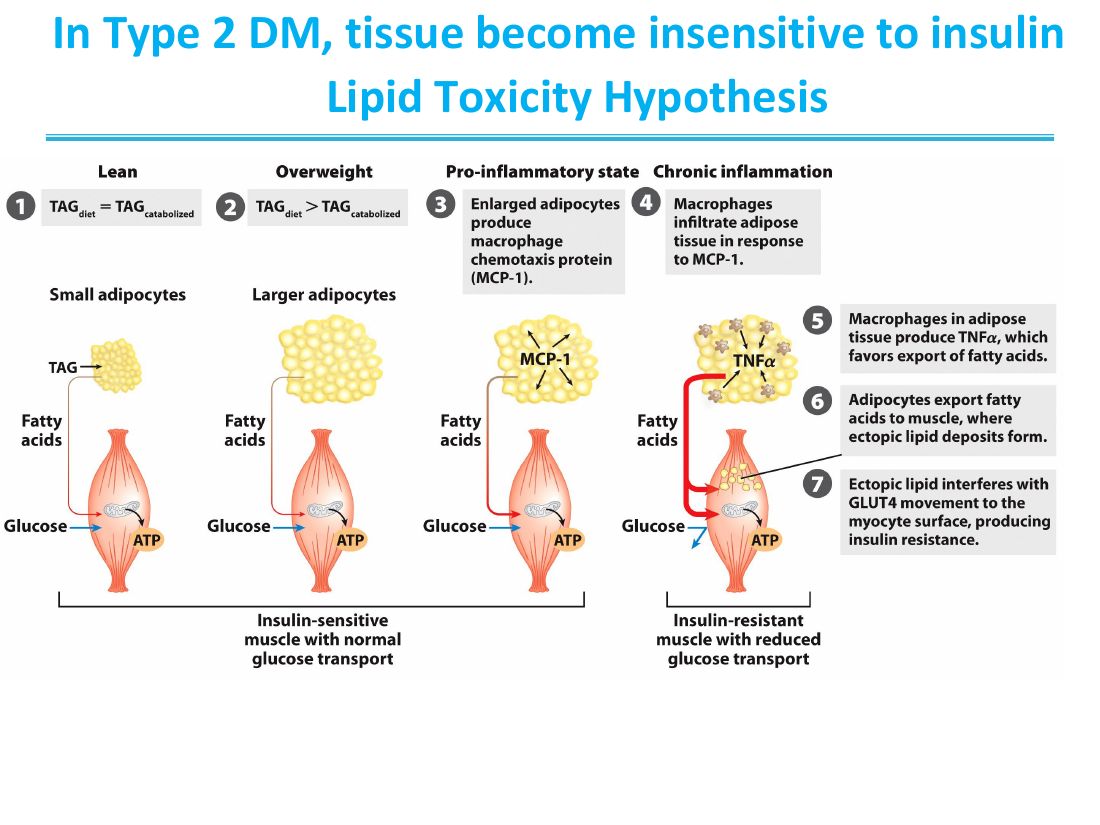 In Type 2 DM, tissue become insensitive to insulin
Lipid Toxicity Hypothesis
Lean
1
TAGdiet = TAGcatabolized
Small adipocytes
TAG
Fatty
acids
Glucose
ATP
Overweight
2
TAGdiet > TAGcatabolized
Larger adipocytes
Fatty
acids
Glucose
ATP
Pro-inflammatory state
3
Enlarged adipocytes
produce
macrophage
chemotaxis protein
(MCP-1).
MCP-1
Fatty
acids
Glucose
ATP
Chronic inflammation
4
Macrophages
infiltrate adipose
tissue in response
to MCP-1.
TNFα
Fatty
acids
Glucose
ATP
5
Macrophages in adipose
tissue produce TNFα, which
favors export of fatty acids.
6
Adipocytes export fatty
acids to muscle, where
ectopic lipid deposits form.
7
Ectopic lipid interferes with
GLUT4 movement to the
myocyte surface, producing
insulin resistance.
Insulin-sensitive
muscle with normal
glucose transport
Insulin-resistant
muscle with reduced
glucose transport